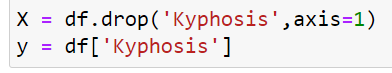 X = df.drop('Kyphosis',axis=1)
y = df['Kyphosis']